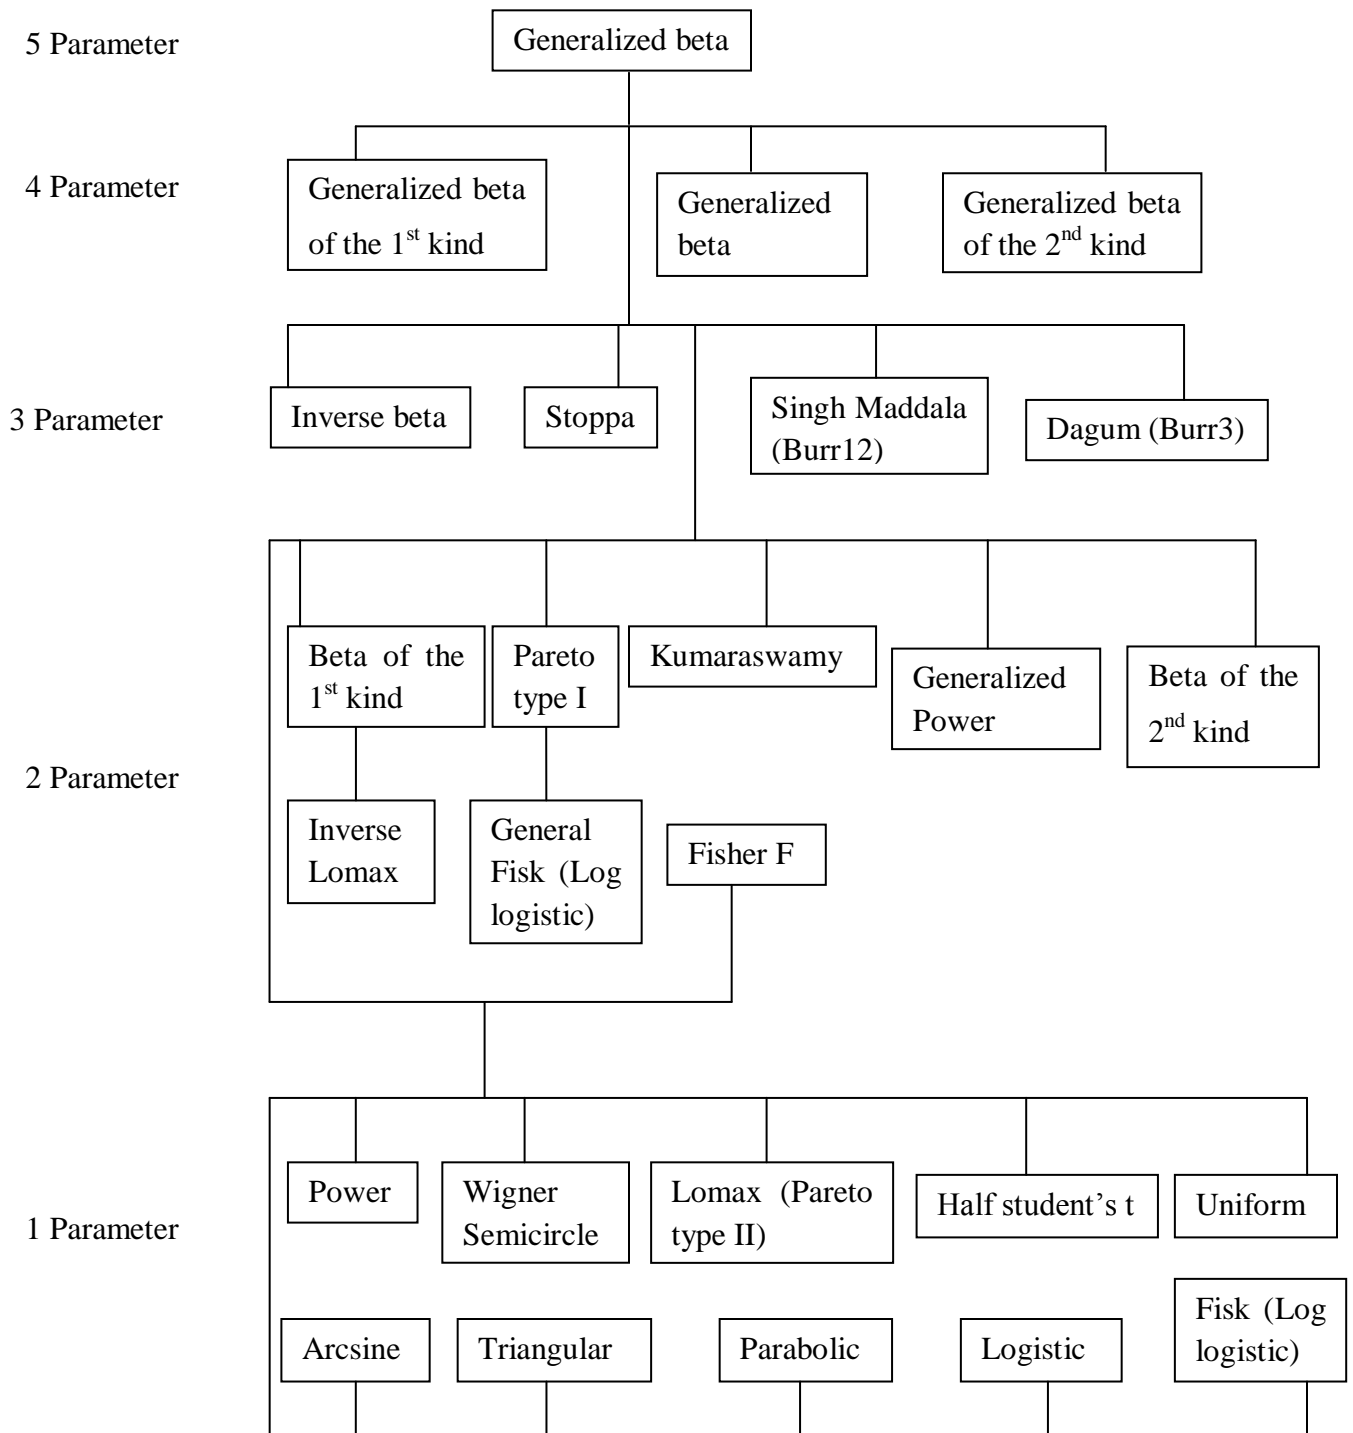 5 Parameter
Generalized beta
4 Parameter
Generalized beta
of the 1st kind
Generalized
beta
Generalized beta
of the 2nd kind
3 Parameter
Inverse beta
Stoppa
Singh Maddala
(Burr12)
Dagum (Burr3)
2 Parameter
Beta of the
1st kind
Pareto
type I
Kumaraswamy
Generalized
Power
Beta of the
2nd kind
Inverse
Lomax
General
Fisk (Log
logistic)
Fisher F
1 Parameter
Power
Wigner
Semicircle
Lomax (Pareto
type II)
Half student's t
Uniform
Arcsine
Triangular
Parabolic
Logistic
Fisk (Log
logistic)